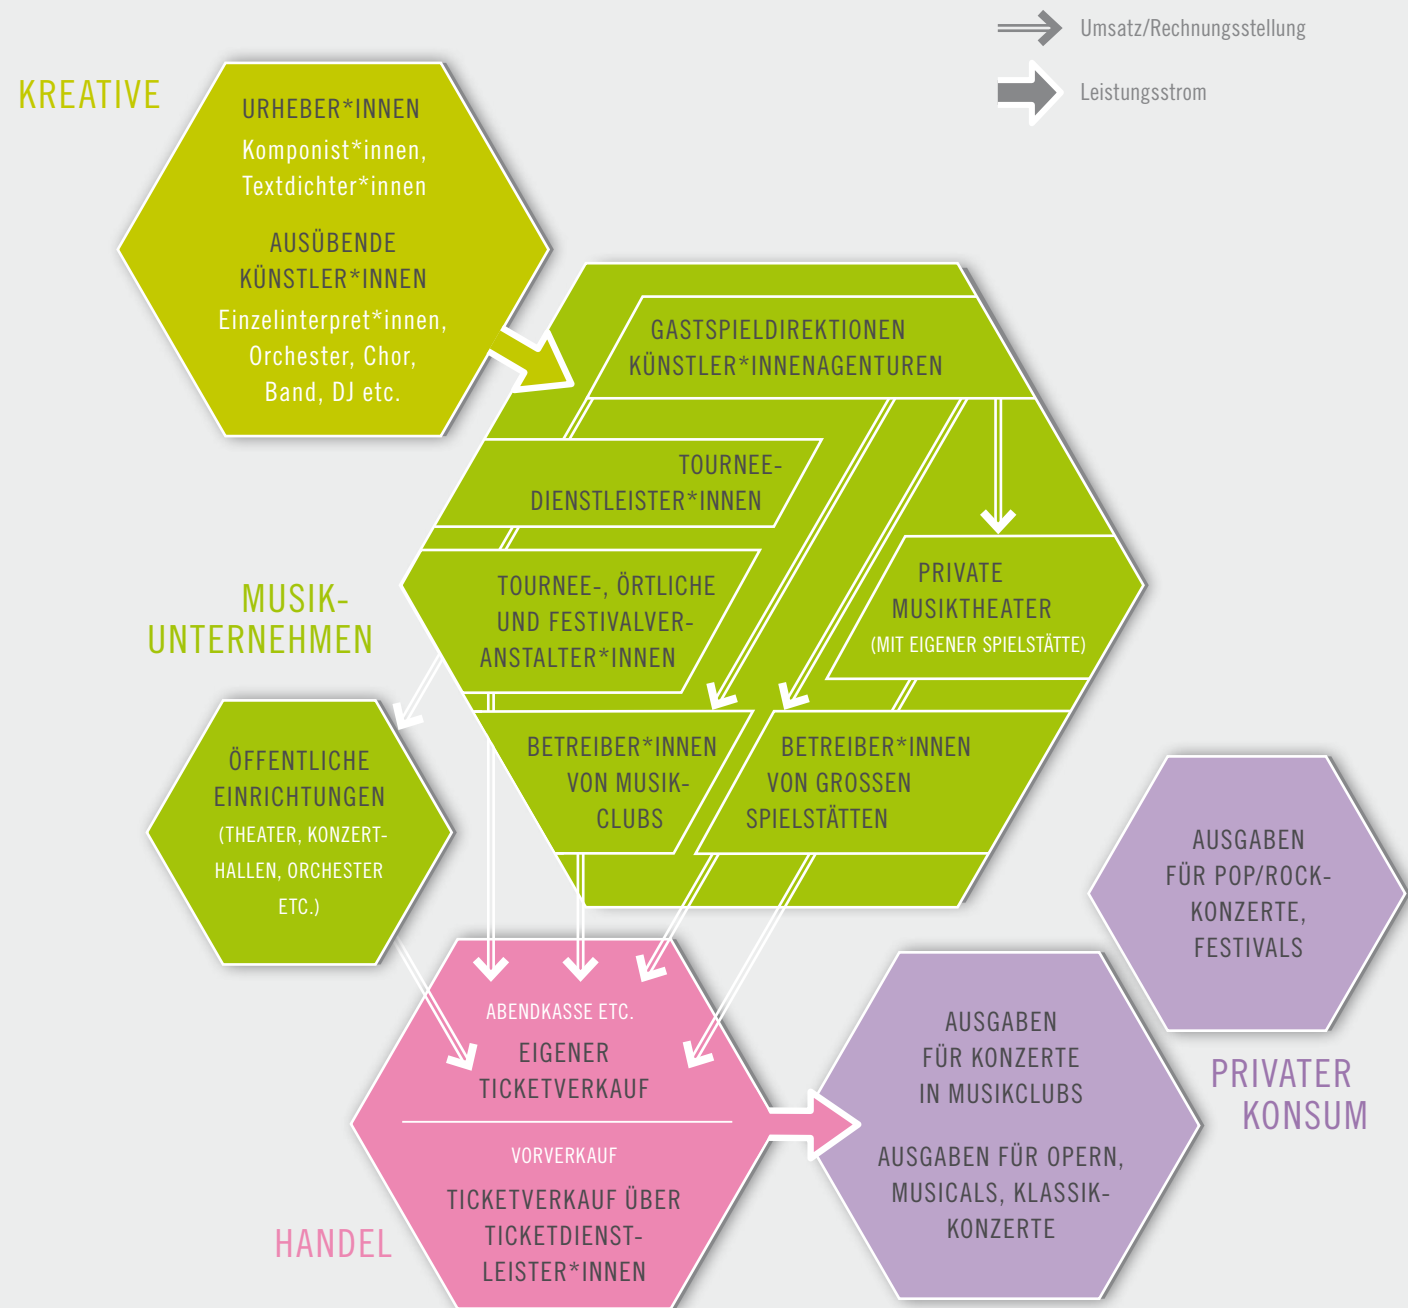 Umsatz/Rechnungsstellung
Leistungsstrom
KREATIVE
URHEBER*INNEN
Komponist*innen,
Textdichter*innen
AUSÜBENDE
KÜNSTLER*INNEN
Einzelinterpret*innen,
Orchester, Chor,
Band, DJ etc.
GASTSPIELDIREKTIONEN
KÜNSTLER*INNENAGENTUREN
TOURNEE-
DIENSTLEISTER*INNEN
TOURNEE-, ÖRTLICHE
UND FESTIVALVER-
ANSTALTER*INNEN
PRIVATE
MUSIKTHEATER
(MIT EIGENER SPIELSTÄTTE)
MUSIK-
UNTERNEHMEN
BETREIBER*INNEN
VON MUSIK-
CLUBS
BETREIBER*INNEN
VON GROSSEN
SPIELSTÄTTEN
ÖFFENTLICHE
EINRICHTUNGEN
(THEATER, KONZERT-
HALLEN, ORCHESTER
ETC.)
AUSGABEN
FÜR POP/ROCK-
KONZERTE,
FESTIVALS
ABENDKASSE ETC.
EIGENER
TICKETVERKAUF
VORVERKAUF
TICKETVERKAUF ÜBER
TICKETDIENST-
LEISTER*INNEN
HANDEL
AUSGABEN
FÜR KONZERTE
IN MUSIKCLUBS
AUSGABEN FÜR OPERN,
MUSICALS, KLASSIK-
KONZERTE
PRIVATER
KONSUM